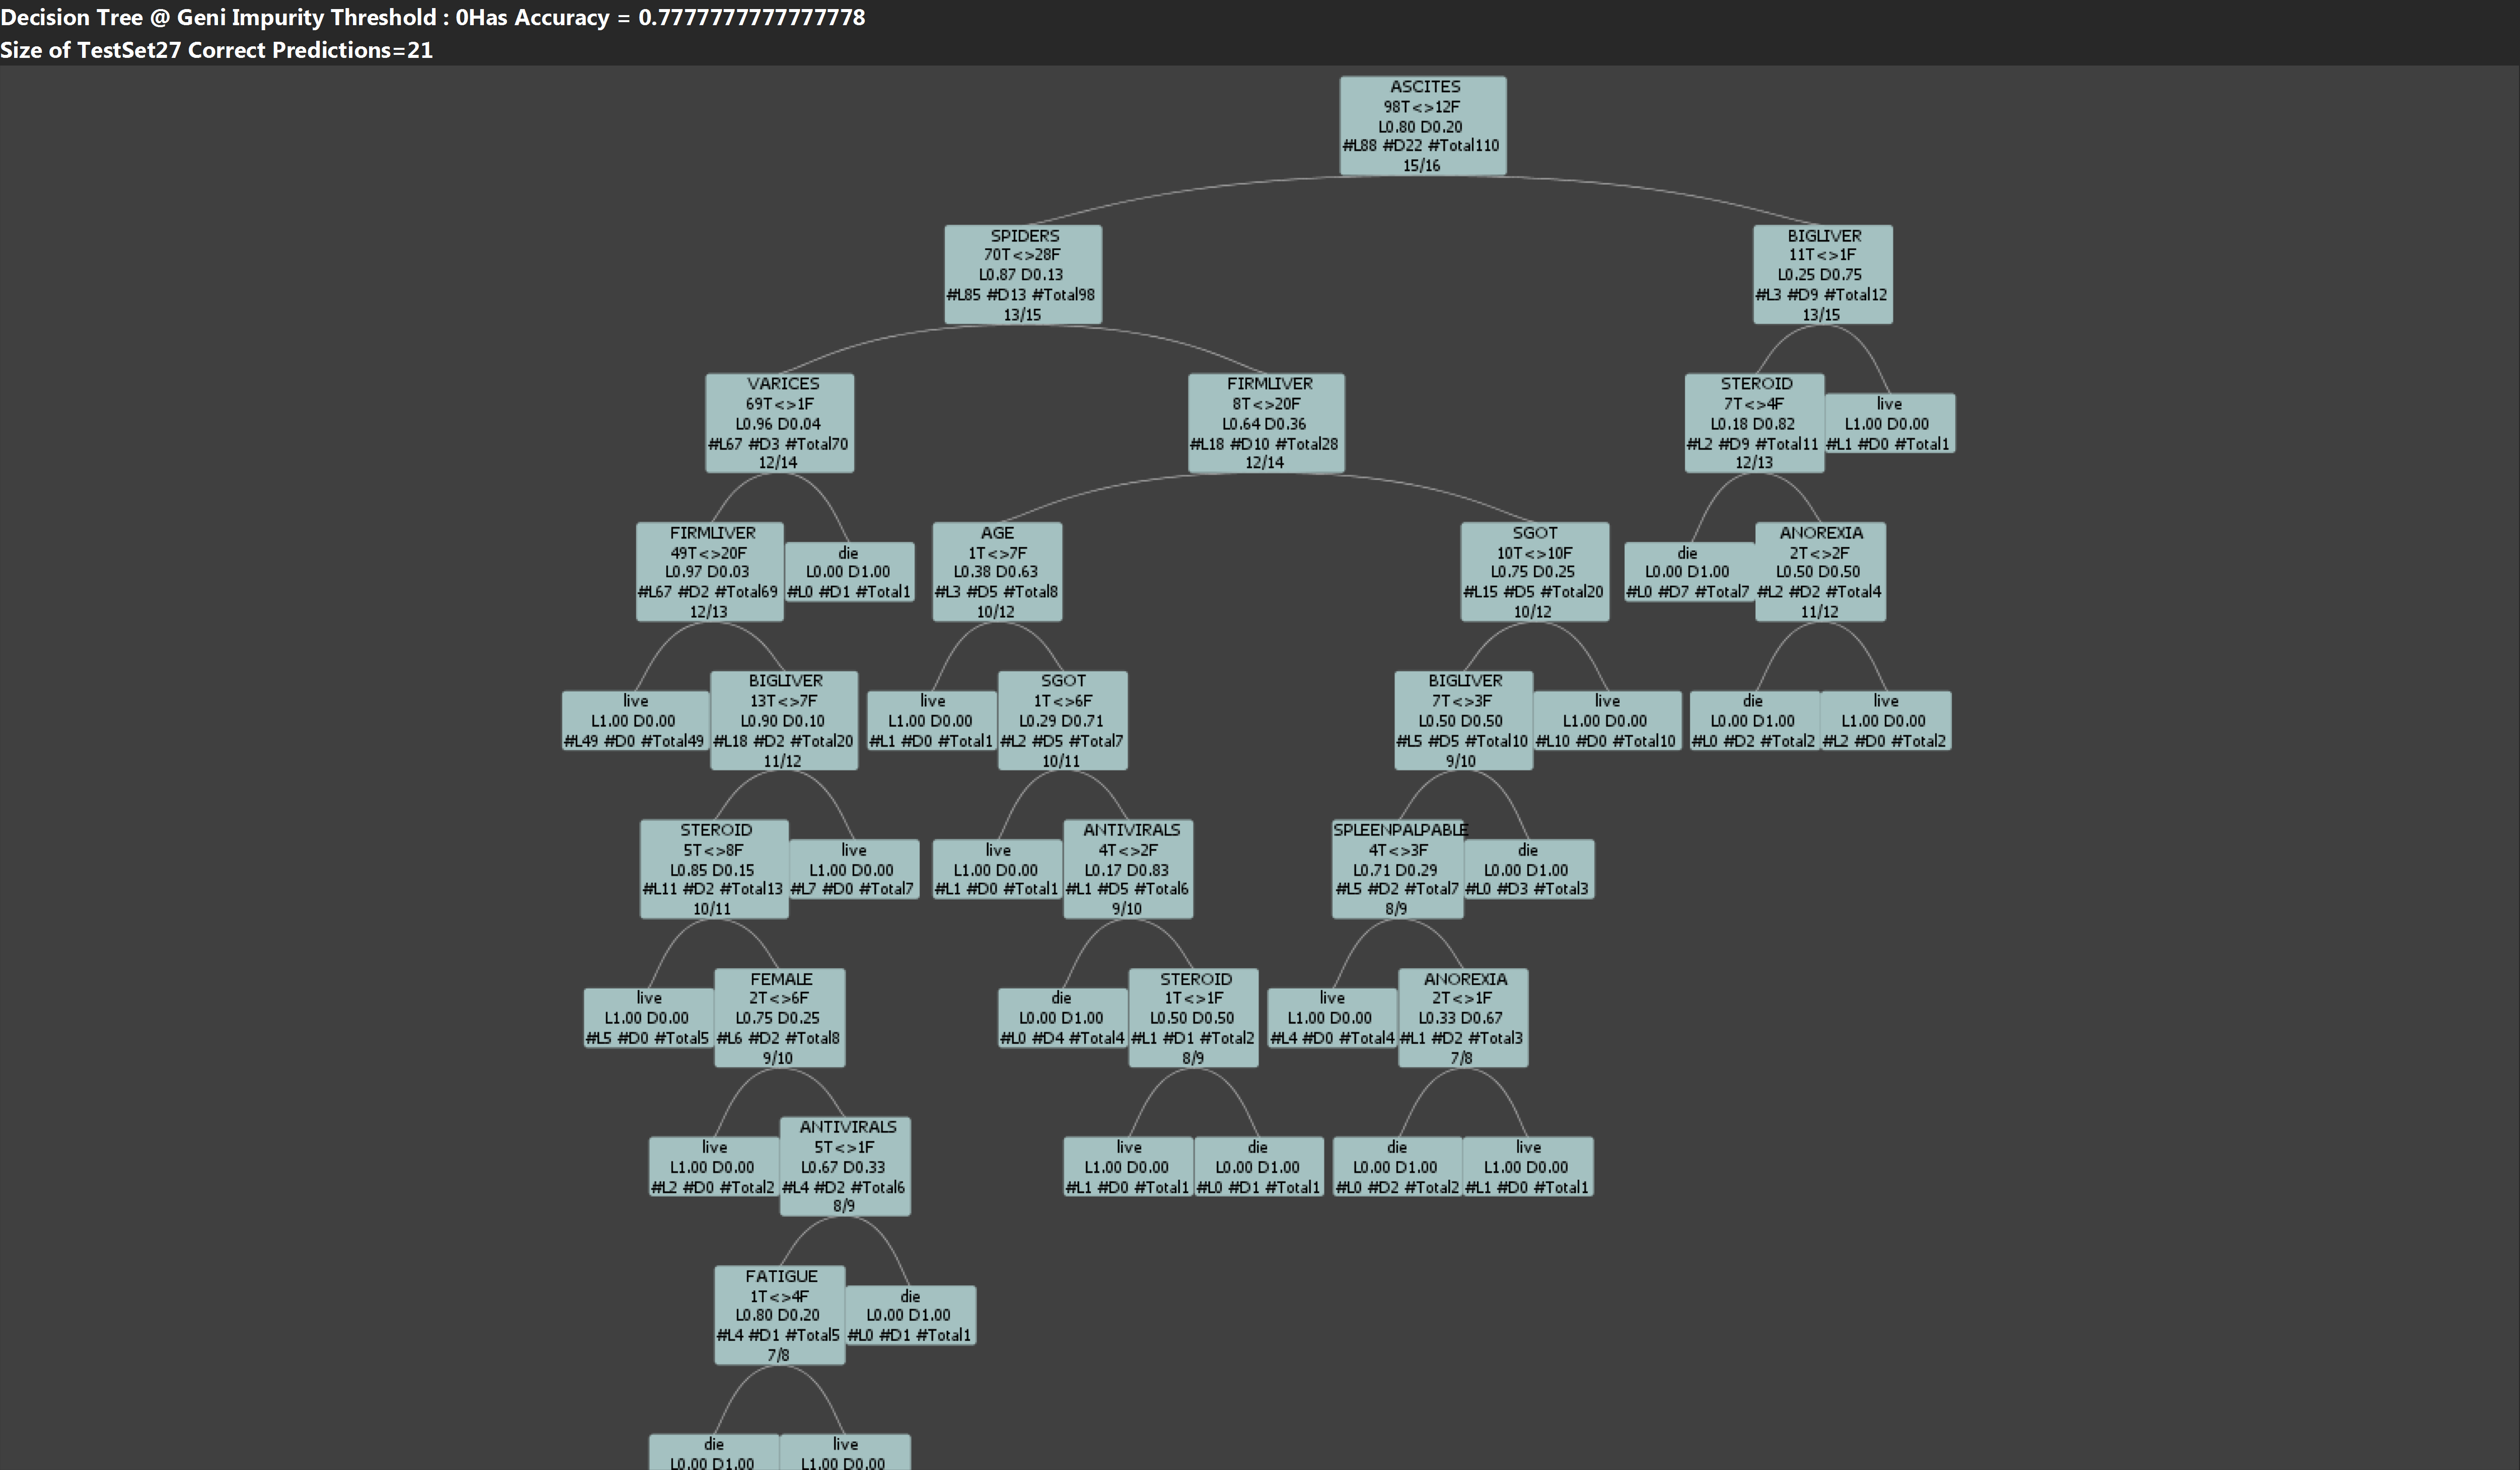 Decision Tree @ Geni Impurity Threshold : 0Has Accuracy = 0.7777777777777778
Size of TestSet27 Correct Predictions=21
ASCITES
98T<>12F
L0.80 D0.20
#L88 #D22 #Total110
15/16
SPIDERS
70T<>28F
L0.87 D0.13
#L85 #D13 #Total98
13/15
BIGLIVER
11T<>1F
L0.25 D0.75
#L3 #D9 #Total12
13/15
VARICES
69T<>1F
L0.96 D0.04
#L67 #D3 #Total70
12/14
FIRMLIVER
8T<>20F
L0.64 D0.36
#L18 #D10 #Total28
12/14
STEROID
7T<>4F
L0.18 D0.82
#L2 #D9 #Total11
12/13
live
L1.00 D0.00
#L1 #D0 #Total1
FIRMLIVER
49T<>20F
L0.97 D0.03
#L67 #D2 #Total69
12/13
die
L0.00 D1.00
#L0 #D1 #Total1
AGE
1T<>7F
L0.38 D0.63
#L3 #D5 #Total8
10/12
SGOT
10T<>10F
L0.75 D0.25
#L15 #D5 #Total20
10/12
die
L0.00 D1.00
#L0 #D7 #Total7
ANOREXIA
2T<>2F
L0.50 D0.50
#L2 #D2 #Total4
11/12
live
L1.00 D0.00
#L49 #D0 #Total49
BIGLIVER
13T<>7F
L0.90 D0.10
#L18 #D2 #Total20
11/12
live
L1.00 D0.00
#L1 #D0 #Total1
SGOT
1T<>6F
L0.29 D0.71
#L2 #D5 #Total7
10/11
BIGLIVER
7T<>3F
L0.50 D0.50
#L5 #D5 #Total10
9/10
live
L1.00 D0.00
#L10 #D0 #Total10
die
L0.00 D1.00
#L0 #D2 #Total2
live
L1.00 D0.00
#L2 #D0 #Total2
STEROID
5T<>8F
L0.85 D0.15
#L11 #D2 #Total13
10/11
live
L1.00 D0.00
#L7 #D0 #Total7
live
L1.00 D0.00
#L1 #D0 #Total1
ANTIVIRALS
4T<>2F
L0.17 D0.83
#L1 #D5 #Total6
9/10
SPLEENPALPABLE
4T<>3F
L0.71 D0.29
#L5 #D2 #Total7
8/9
die
L0.00 D1.00
#L0 #D3 #Total3
live
L1.00 D0.00
#L5 #D0 #Total5
FEMALE
2T<>6F
L0.75 D0.25
#L6 #D2 #Total8
9/10
die
L0.00 D1.00
#L0 #D4 #Total4
STEROID
1T<>1F
L0.50 D0.50
#L1 #D1 #Total2
8/9
live
L1.00 D0.00
#L4 #D0 #Total4
ANOREXIA
2T<>1F
L0.33 D0.67
#L1 #D2 #Total3
7/8
live
L1.00 D0.00
#L2 #D0 #Total2
ANTIVIRALS
5T<>1F
L0.67 D0.33
#L4 #D2 #Total6
8/9
live
L1.00 D0.00
#L1 #D0 #Total1
die
L0.00 D1.00
#L0 #D1 #Total1
die
L0.00 D1.00
#L0 #D2 #Total2
live
L1.00 D0.00
#L1 #D0 #Total1
FATIGUE
1T<>4F
L0.80 D0.20
#L4 #D1 #Total5
7/8
die
L0.00 D1.00
#L0 #D1 #Total1
die
L0.00 D1.00
live
L1.00 D0.00